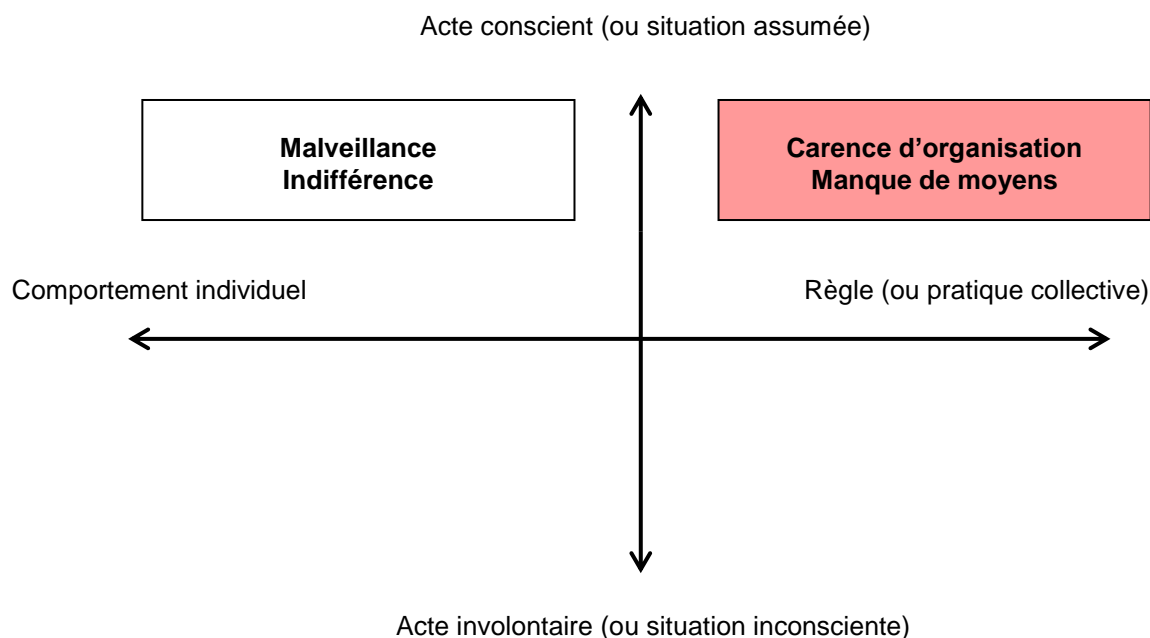 Acte conscient (ou situation assumée)
Malveillance
Indifférence
Carence d'organisation
Manque de moyens
Comportement individuel
Règle (ou pratique collective)
Acte involontaire (ou situation inconsciente)